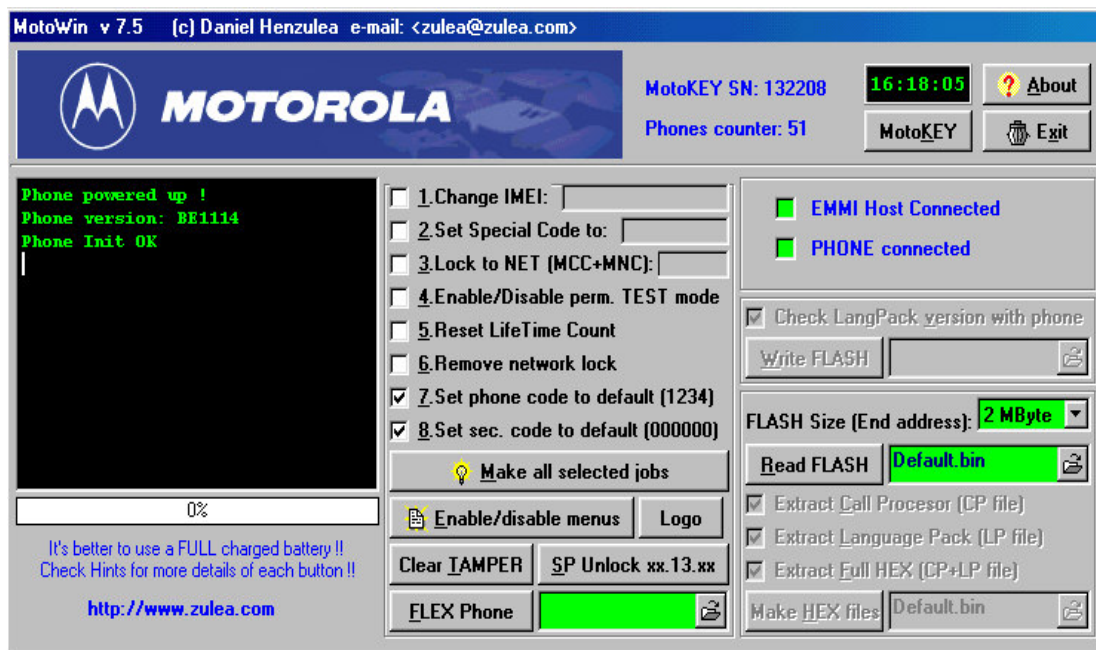 MotoWin v 7.5 (c) Daniel Henzulea e-mail: <zulea@zulea.com>
MOTOROLA
MotoKEY SN: 132208
Phones counter: 51
16:18:05
About
MotoKEY
Exit
Phone powered up !
Phone version: BE1114
Phone Init OK
0%
It's better to use a FULL charged battery !!
Check Hints for more details of each button !!
http://www.zulea.com
1.Change IMEI:
2.Set Special Code to:
3.Lock to NET (MCC+MNC):
4.Enable/Disable perm. TEST mode
5.Reset LifeTime Count
6.Remove network lock
7.Set phone code to default (1234)
8.Set sec. code to default (000000)
Make all selected jobs
Enable/disable menus
Logo
Clear TAMPER
SP Unlock xx.13.xx
FLEX Phone
EMMI Host Connected
PHONE connected
Check LangPack version with phone
Write FLASH
FLASH Size (End address):
2 MByte
Read FLASH
Default.bin
Extract Call Procesor (CP file)
Extract Language Pack (LP file)
Extract Full HEX (CP+LP file)
Make HEX files
Default.bin